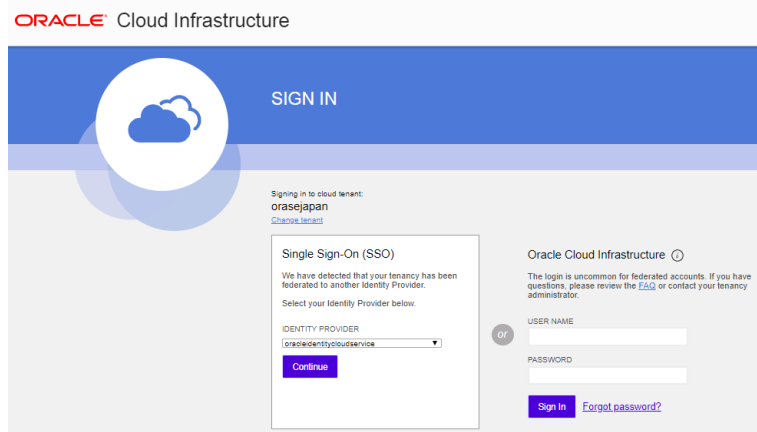 ORACLE Cloud Infrastructure
SIGN IN
Signing in to cloud tenant:
orasejapan
Change tenant
Single Sign-On (SSO)
We have detected that your tenancy has been
federated to another Identity Provider.
Select your Identity Provider below.
IDENTITY PROVIDER
oracleidentitycloudservice
Continue
or
Oracle Cloud Infrastructure i
The login is uncommon for federated accounts. If you have
questions, please review the FAQ or contact your tenancy
administrator.
USER NAME
PASSWORD
Sign In Forgot password?